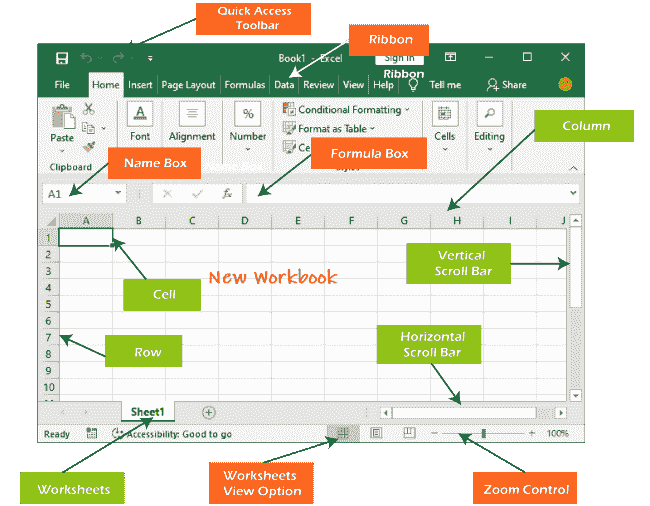 Quick Access
Toolbar
Ribbon
Book1 - Excel
Sign in
Ribbon
File Home Insert Page Layout Formulas Data Review View Help Tell me Share
Paste
Clipboard
Font
Alignment
Number
Conditional Formatting
Format as Table
Ce
Cells
Editing
Column
Name Box
Formula Box
A1
fx
A B C D E F G H I J
1
2
3
4
5
6
7
8
9
10
Vertical
Scroll Bar
New Workbook
Cell
Row
Horizontal
Scroll Bar
Sheet1
Ready
Accessibility: Good to go
100%
Worksheets
Worksheets
View Option
Zoom Control